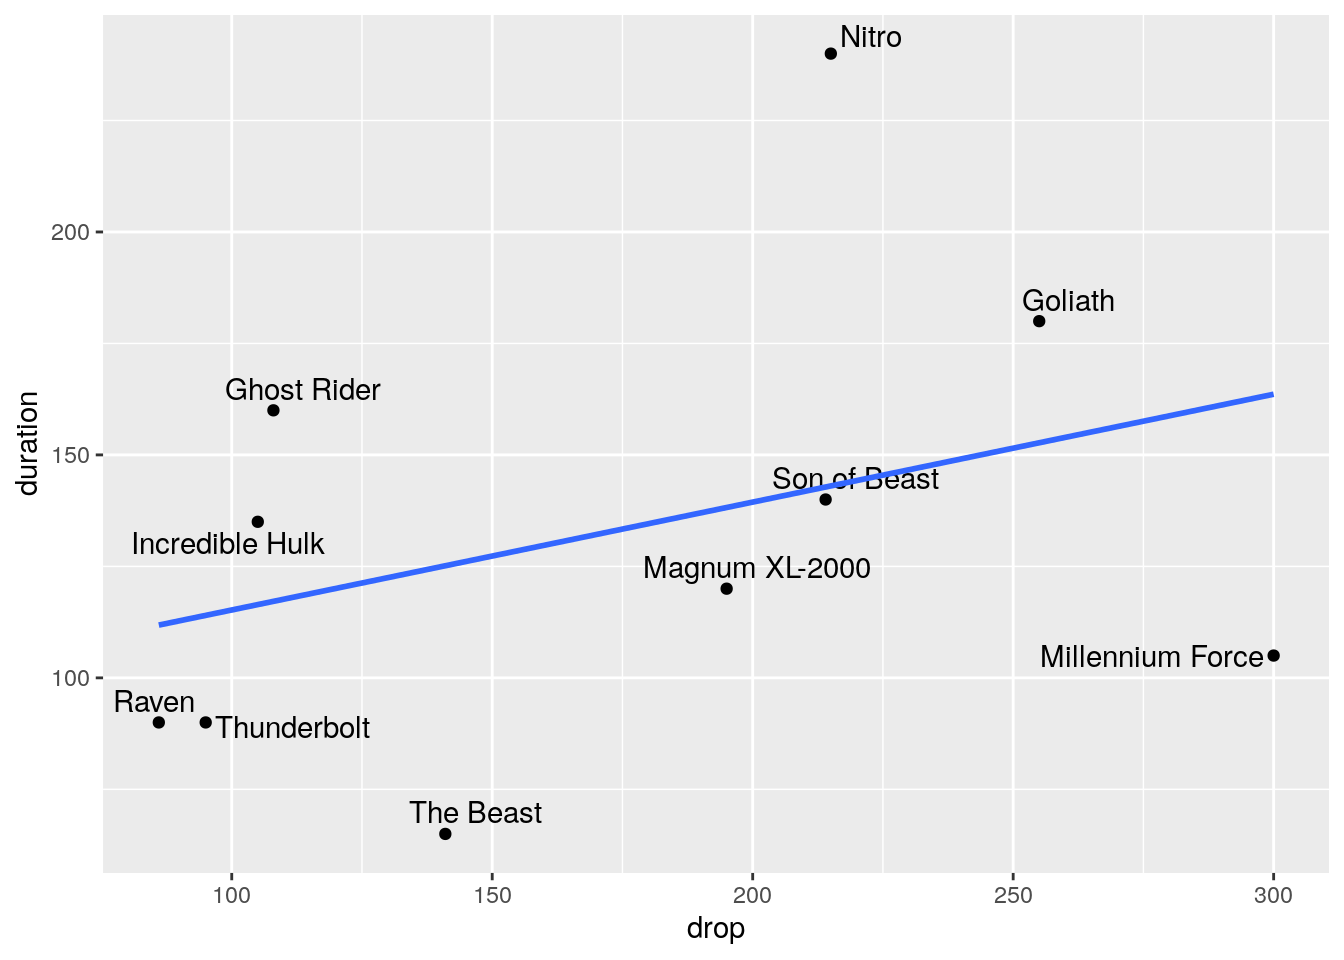 Nitro
200
Goliath
Ghost Rider
150
Son of Beast
duration
Incredible Hulk
Magnum XL-2000
Millennium Force
100
Raven
Thunderbolt
The Beast
100 150 200 250 300
drop